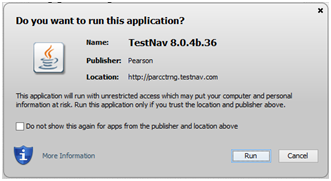 Do you want to run this application?
Name: TestNav 8.0.4b.36
Publisher: Pearson
Location: http://parcctrng.testnav.com
This application will run with unrestricted access which may put your computer and personal
information at risk. Run this application only if you trust the location and publisher above.
Do not show this again for apps from the publisher and location above
More Information Run Cancel